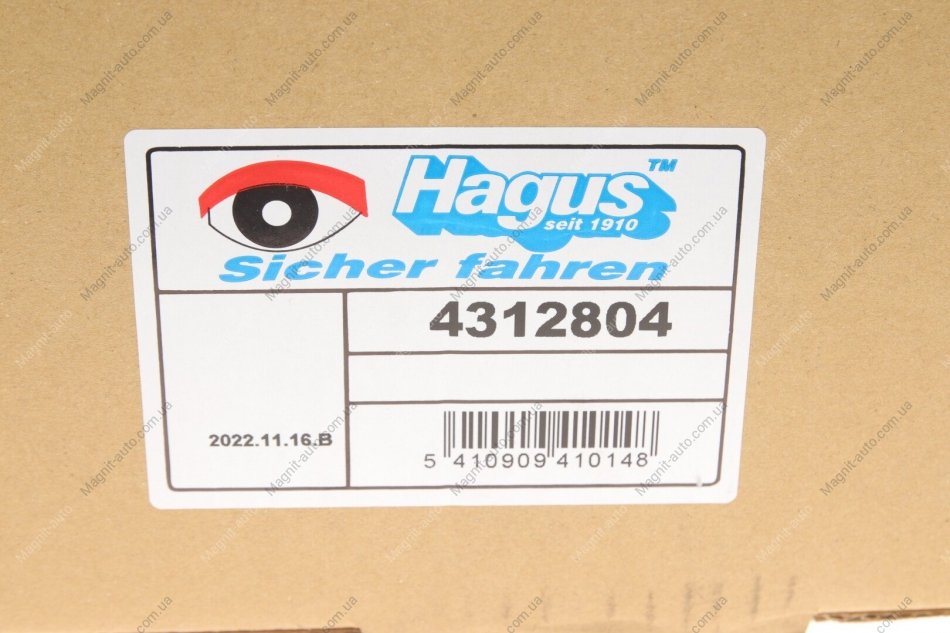 Hagus™
seit 1910
Sicher fahren
4312804
2022.11.16.B
5 410909 410148
Magnit-auto.com.ua